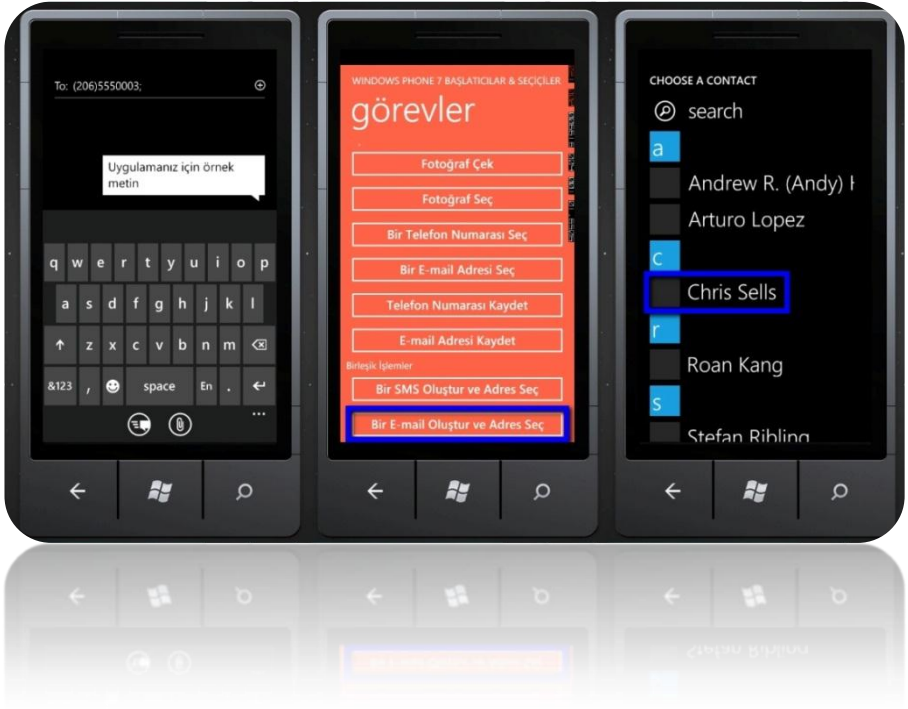 To: (206)5550003;
Uygulamanız için örnek
metin
q w e r t y u i o p
a s d f g h j k l
z x c v b n m
&123 , space En .
WINDOWS PHONE 7 BAŞLATICILAR & SEÇİÇİLER
görevler
Fotoğraf Çek
Fotoğraf Seç
Bir Telefon Numarası Seç
Bir E-mail Adresi Seç
Telefon Numarası Kaydet
E-mail Adresi Kaydet
Birleşik İşlemler
Bir SMS Oluştur ve Adres Seç
Bir E-mail Oluştur ve Adres Seç
CHOOSE A CONTACT
search
a
Andrew R. (Andy)
Arturo Lopez
c
Chris Sells
r
Roan Kang
s
Stefan Ribling